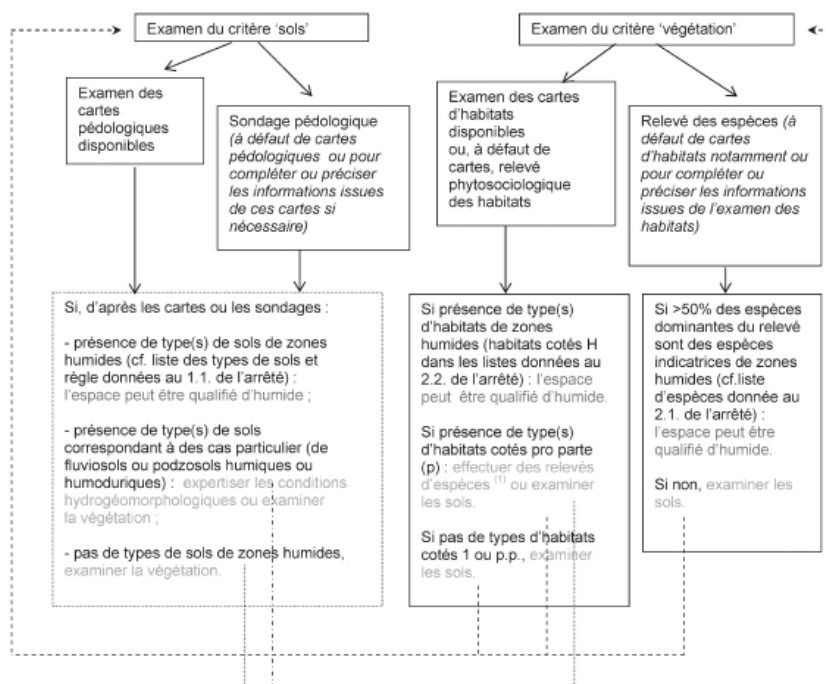 Examen du critère 'sols'
Examen du critère 'végétation'
Examen des
cartes
pédologiques
disponibles
Sondage pédologique
(à défaut de cartes
pédologiques ou pour
compléter ou préciser
les informations issues
de ces cartes si
nécessaire)
Examen des cartes
d'habitats
disponibles
ou, à défaut de
cartes, relevé
phytosociologique
des habitats
Relevé des espèces (à
défaut de cartes
d'habitats notamment ou
pour compléter ou
préciser les informations
issues de l'examen des
habitats)
Si, d'après les cartes ou les sondages :
- présence de type(s) de sols de zones
humides (cf. liste des types de sols et
règle données au 1.1. de l'arrêté) :
l'espace peut être qualifié d'humide ;
- présence de type(s) de sols
correspondant à des cas particulier (de
fluviosols ou podzosols humiques ou
humoduriques) : expertiser les conditions
hydrogéomorphologiques ou examiner
la végétation ;
- pas de types de sols de zones humides,
examiner la végétation.
Si présence de type(s)
d'habitats de zones
humides (habitats cotés H
dans les listes données au
2.2. de l'arrêté) : l'espace
peut être qualifié d'humide.
Si présence de type(s)
d'habitats cotés pro parte
(p) : effectuer des relevés
d'espèces (1) ou examiner
les sols.
Si pas de types d'habitats
cotés 1 ou p.p., examiner
les sols.
Si >50% des espèces
dominantes du relevé
sont des espèces
indicatrices de zones
humides (cf.liste
d'espèces donnée au
2.1. de l'arrêté) :
l'espace peut être
qualifié d'humide.
Si non, examiner les
sols.